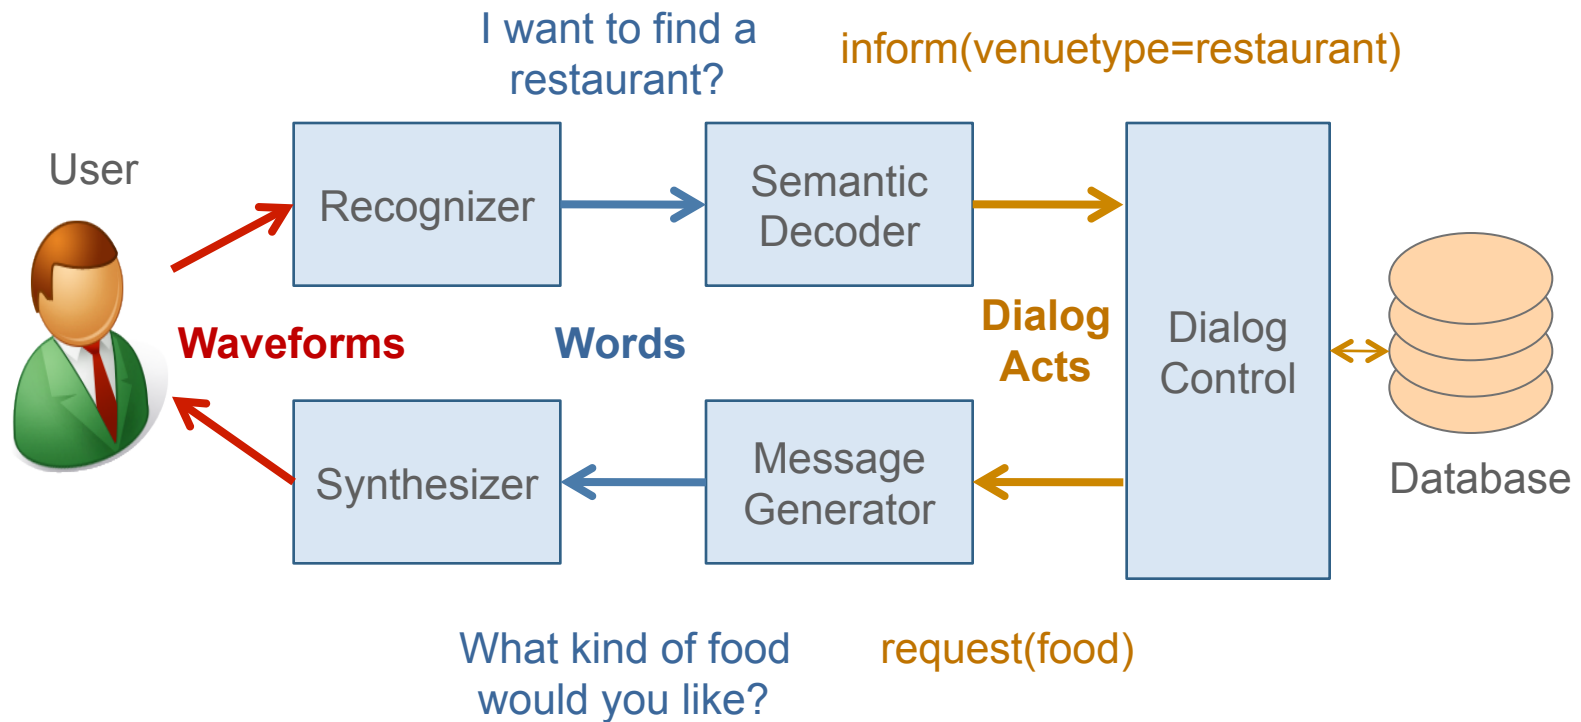 I want to find a
restaurant?
inform(venuetype=restaurant)
User
Recognizer
Semantic
Decoder
Waveforms
Words
Dialog
Acts
Dialog
Control
Synthesizer
Message
Generator
Database
What kind of food
would you like?
request(food)